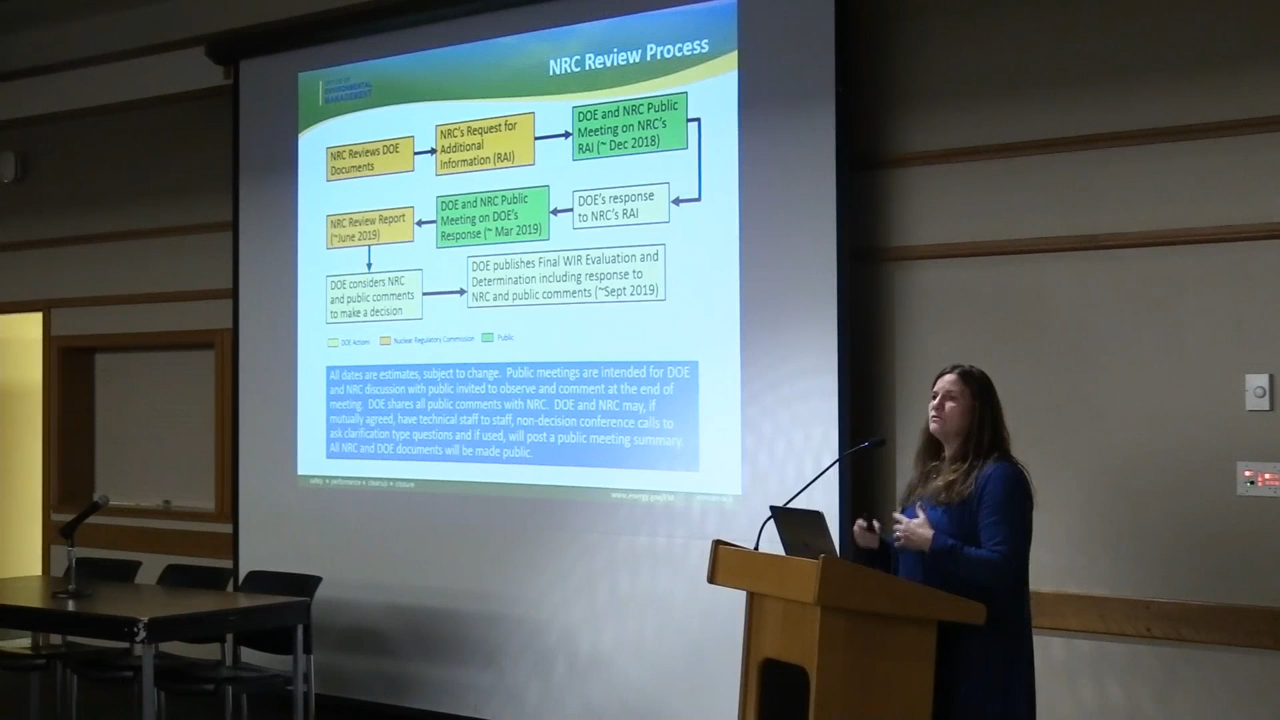 NRC Review Process
OFFICE OF
ENVIRONMENTAL
MANAGEMENT
NRC Reviews DOE
Documents
NRC's Request for
Additional
Information (RAI)
DOE and NRC Public
Meeting on NRC's
RAI (~ Dec 2018)
DOE's response
to NRC's RAI
DOE and NRC Public
Meeting on DOE's
Response (~ Mar 2019)
NRC Review Report
(~June 2019)
DOE considers NRC
and public comments
to make a decision
DOE publishes Final WIR Evaluation and
Determination including response to
NRC and public comments (~Sept 2019)
DOE Actions
Nuclear Regulatory Commission
Public
All dates are estimates, subject to change. Public meetings are intended for DOE
and NRC discussion with public invited to observe and comment at the end of
meeting. DOE shares all public comments with NRC. DOE and NRC may, if
mutually agreed, have technical staff to staff, non-decision conference calls to
ask clarification type questions and if used, will post a public meeting summary.
All NRC and DOE documents will be made public.
safety ✦ performance ✦ cleanup ✦ closure
www.energy.gov/EM